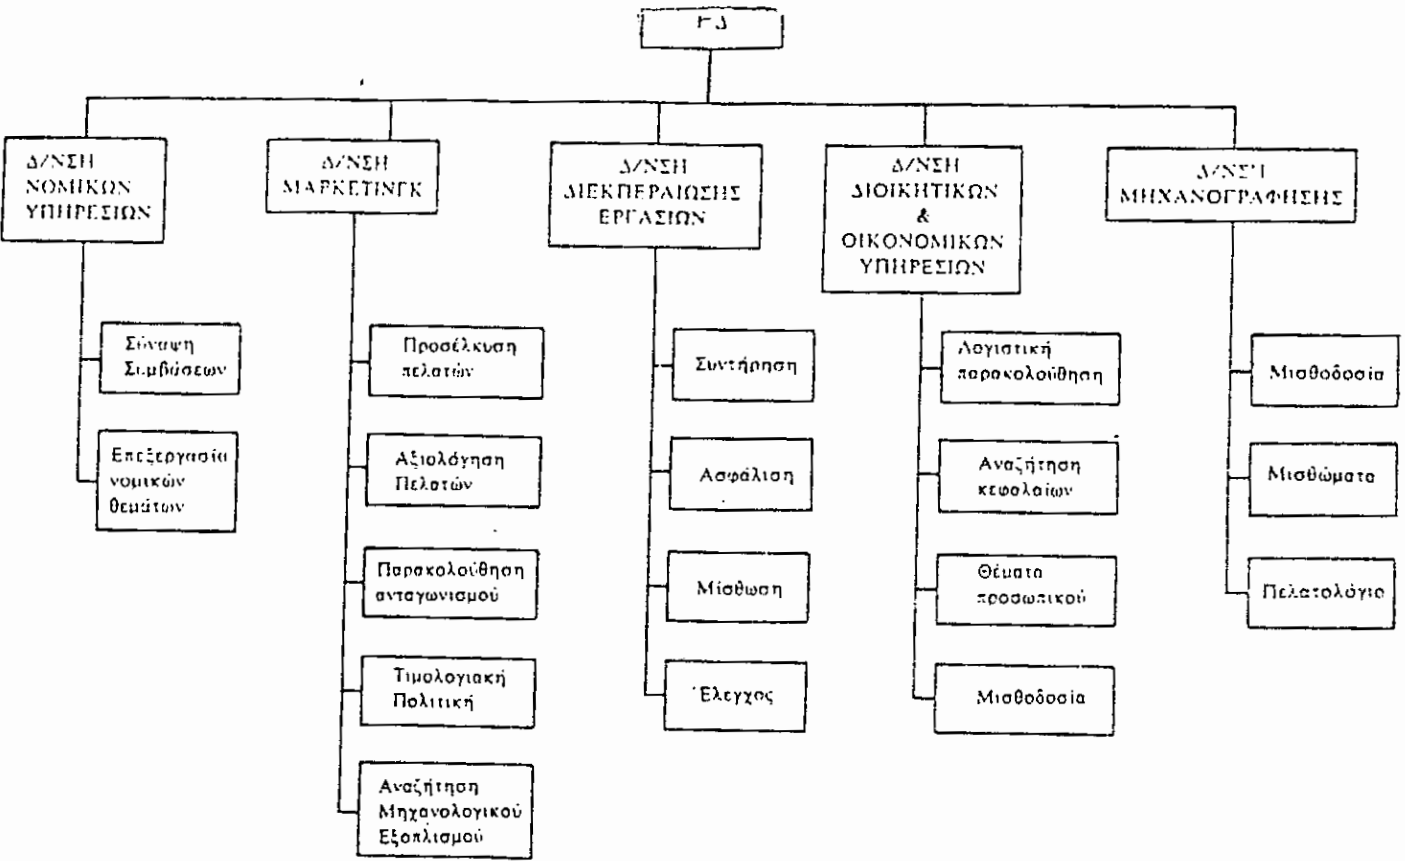 Δ/ΝΣΗ
ΝΟΜΙΚΩΝ
ΥΠΗΡΕΣΙΩΝ
Σύναψη
Συμβάσεων
Επεξεργασία
νομικών
θεμάτων
Δ/ΝΣΗ
ΜΑΡΚΕΤΙΝΓΚ
Προσέλκυση
πελατών
Αξιολόγηση
Πελατών
Παρακολούθηση
ανταγωνισμού
Τιμολογιακή
Πολιτική
Αναζήτηση
Μηχανολογικού
Εξοπλισμού
Δ/ΝΣΗ
ΔΙΕΚΠΕΡΑΙΩΣΗΣ
ΕΡΓΑΣΙΩΝ
Συντήρηση
Ασφάλιση
Μίσθωση
Έλεγχος
Δ/ΝΣΗ
ΔΙΟΙΚΗΤΙΚΩΝ
&
ΟΙΚΟΝΟΜΙΚΩΝ
ΥΠΗΡΕΣΙΩΝ
Λογιστική
παρακολούθηση
Αναζήτηση
κεφαλαίων
Θέματα
προσωπικού
Μισθοδοσία
Δ/ΝΣΗ
ΜΗΧΑΝΟΓΡΑΦΗΣΗΣ
Μισθοδοσία
Μισθώματα
Πελατολόγιο